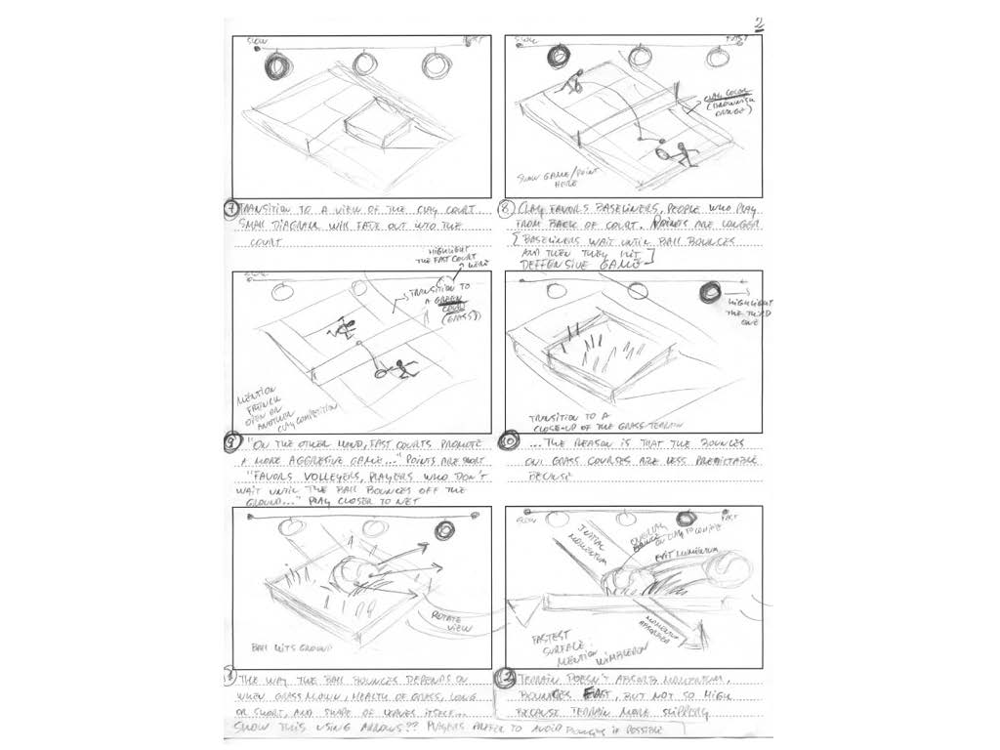 2
SLOW FAST
SLOW FAST
CLAY COLOR
(BROWNISH
ORANGE)
SLOW GAME/POINT
HERE
7 TRANSITION TO A VIEW OF THE CLAY COURT
SMALL DIAGRAM WILL FADE OUT INTO THE
COURT
8 CLAY FAVORS BASELINERS, PEOPLE WHO PLAY
FROM BACK OF COURT. POINTS ARE LONGER
[BASELINERS WAIT UNTIL BALL BOUNCES
AND THEN THEY HIT]
DEFFENSIVE GAME
HIGHLIGHT
THE FAST COURT
HERE
SLOW
TRANSITION TO
A GREEN
COURT
(GRASS)
MENTION
FRENCH
OPEN OR
ANOTHER
CLAY COMPETITION
HIGHLIGHT
THE THIRD
ONE
TRANSITION TO A
CLOSE-UP OF THE GRASS TERRAIN
9 "ON THE OTHER HAND, FAST COURTS PROMOTE
A MORE AGGRESIVE GAME..." POINTS ARE SHORT
"FAVORS VOLLEYERS, PLAYERS WHO DON'T
WAIT UNTIL THE BALL BOUNCES OFF THE
GROUND..." PLAY CLOSER TO NET
10 ...THE REASON IS THAT THE BOUNCES
ON GRASS COURSES ARE LESS PREDICTABLE
BECAUSE
ROTATE
VIEW
BALL HITS GROUND
SLOW FAST
INITIAL
MOMENTUM
OVERLAY
BOUNCE
ON CLAY TO COMPARE
EXIT MOMENTUM
MOMENTUM
ABSORBED
FASTEST
SURFACE
MENTION WIMBLEDON
THE WAY THE BALL BOUNCES DEPENDS ON
WHEN GRASS MOWN, HEALTH OF GRASS, LONG
OR SHORT, AND SHAPE OF LEAVES ITSELF...
SHOW THIS USING ARROWS?? PLAYERS PREFER TO AVOID BOUNCES IF POSSIBLE
12 TERRAIN DOESN'T ABSORB MOMENTUM,
BOUNCES FAST, BUT NOT SO HIGH
BECAUSE TERRAIN MORE SLIPPERY